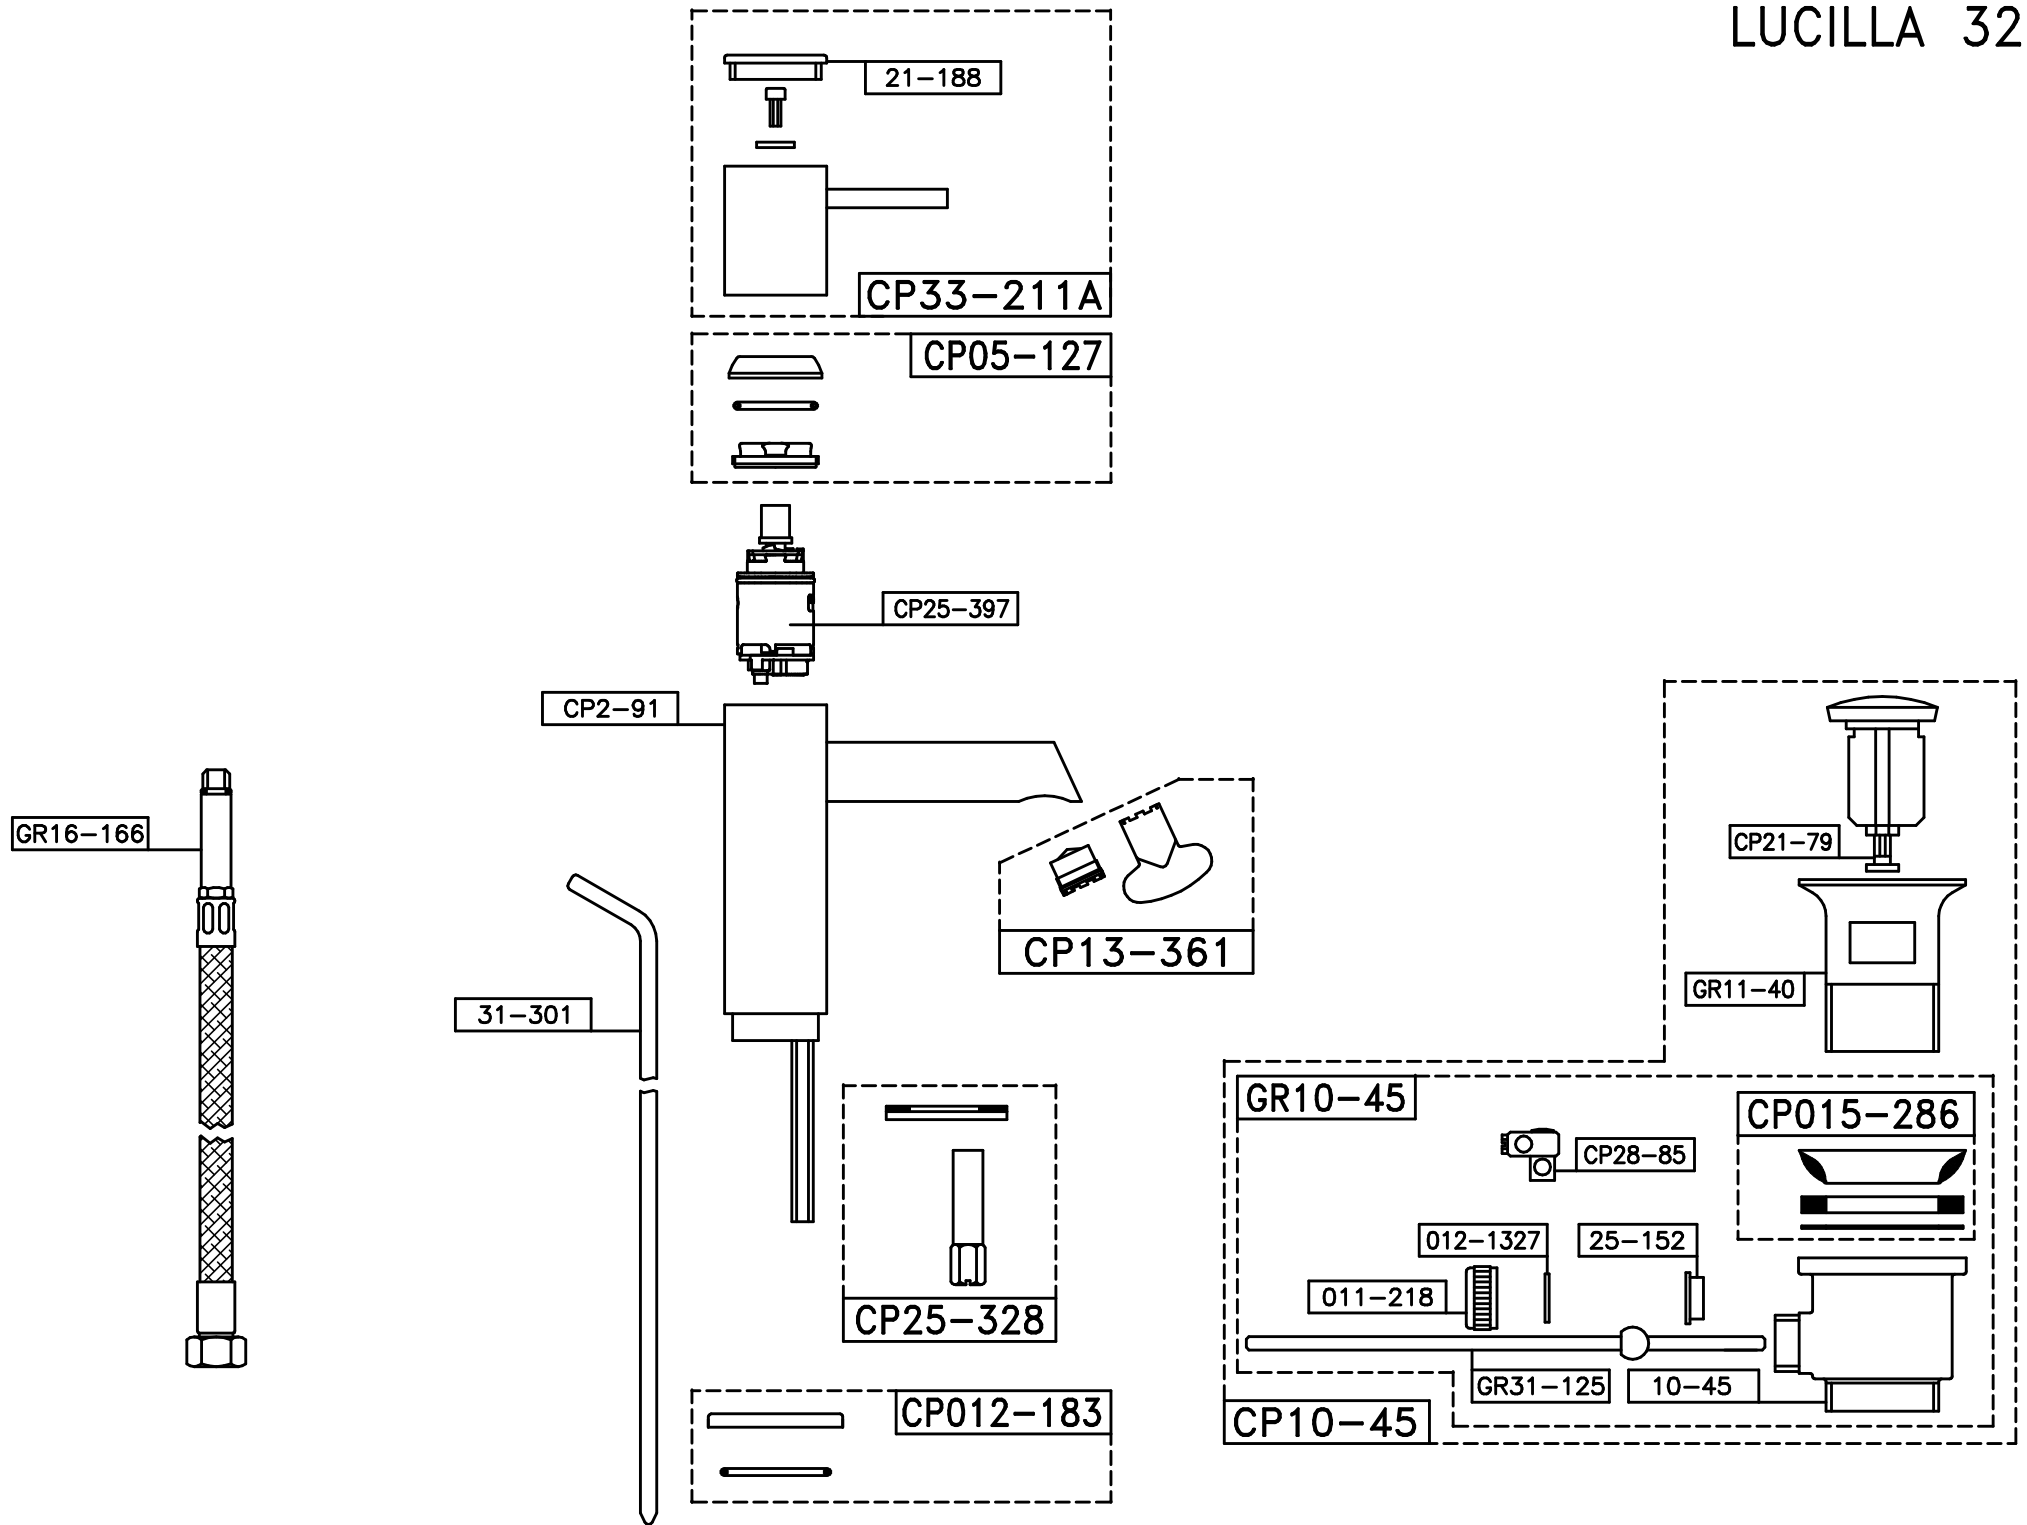 LUCILLA 32
21-188
CP33-211A
CP05-127
CP25-397
CP2-91
GR16-166
CP21-79
CP13-361
GR11-40
31-301
GR10-45
CP015-286
CP28-85
012-1327
25-152
011-218
CP25-328
GR31-125
10-45
CP012-183
CP10-45